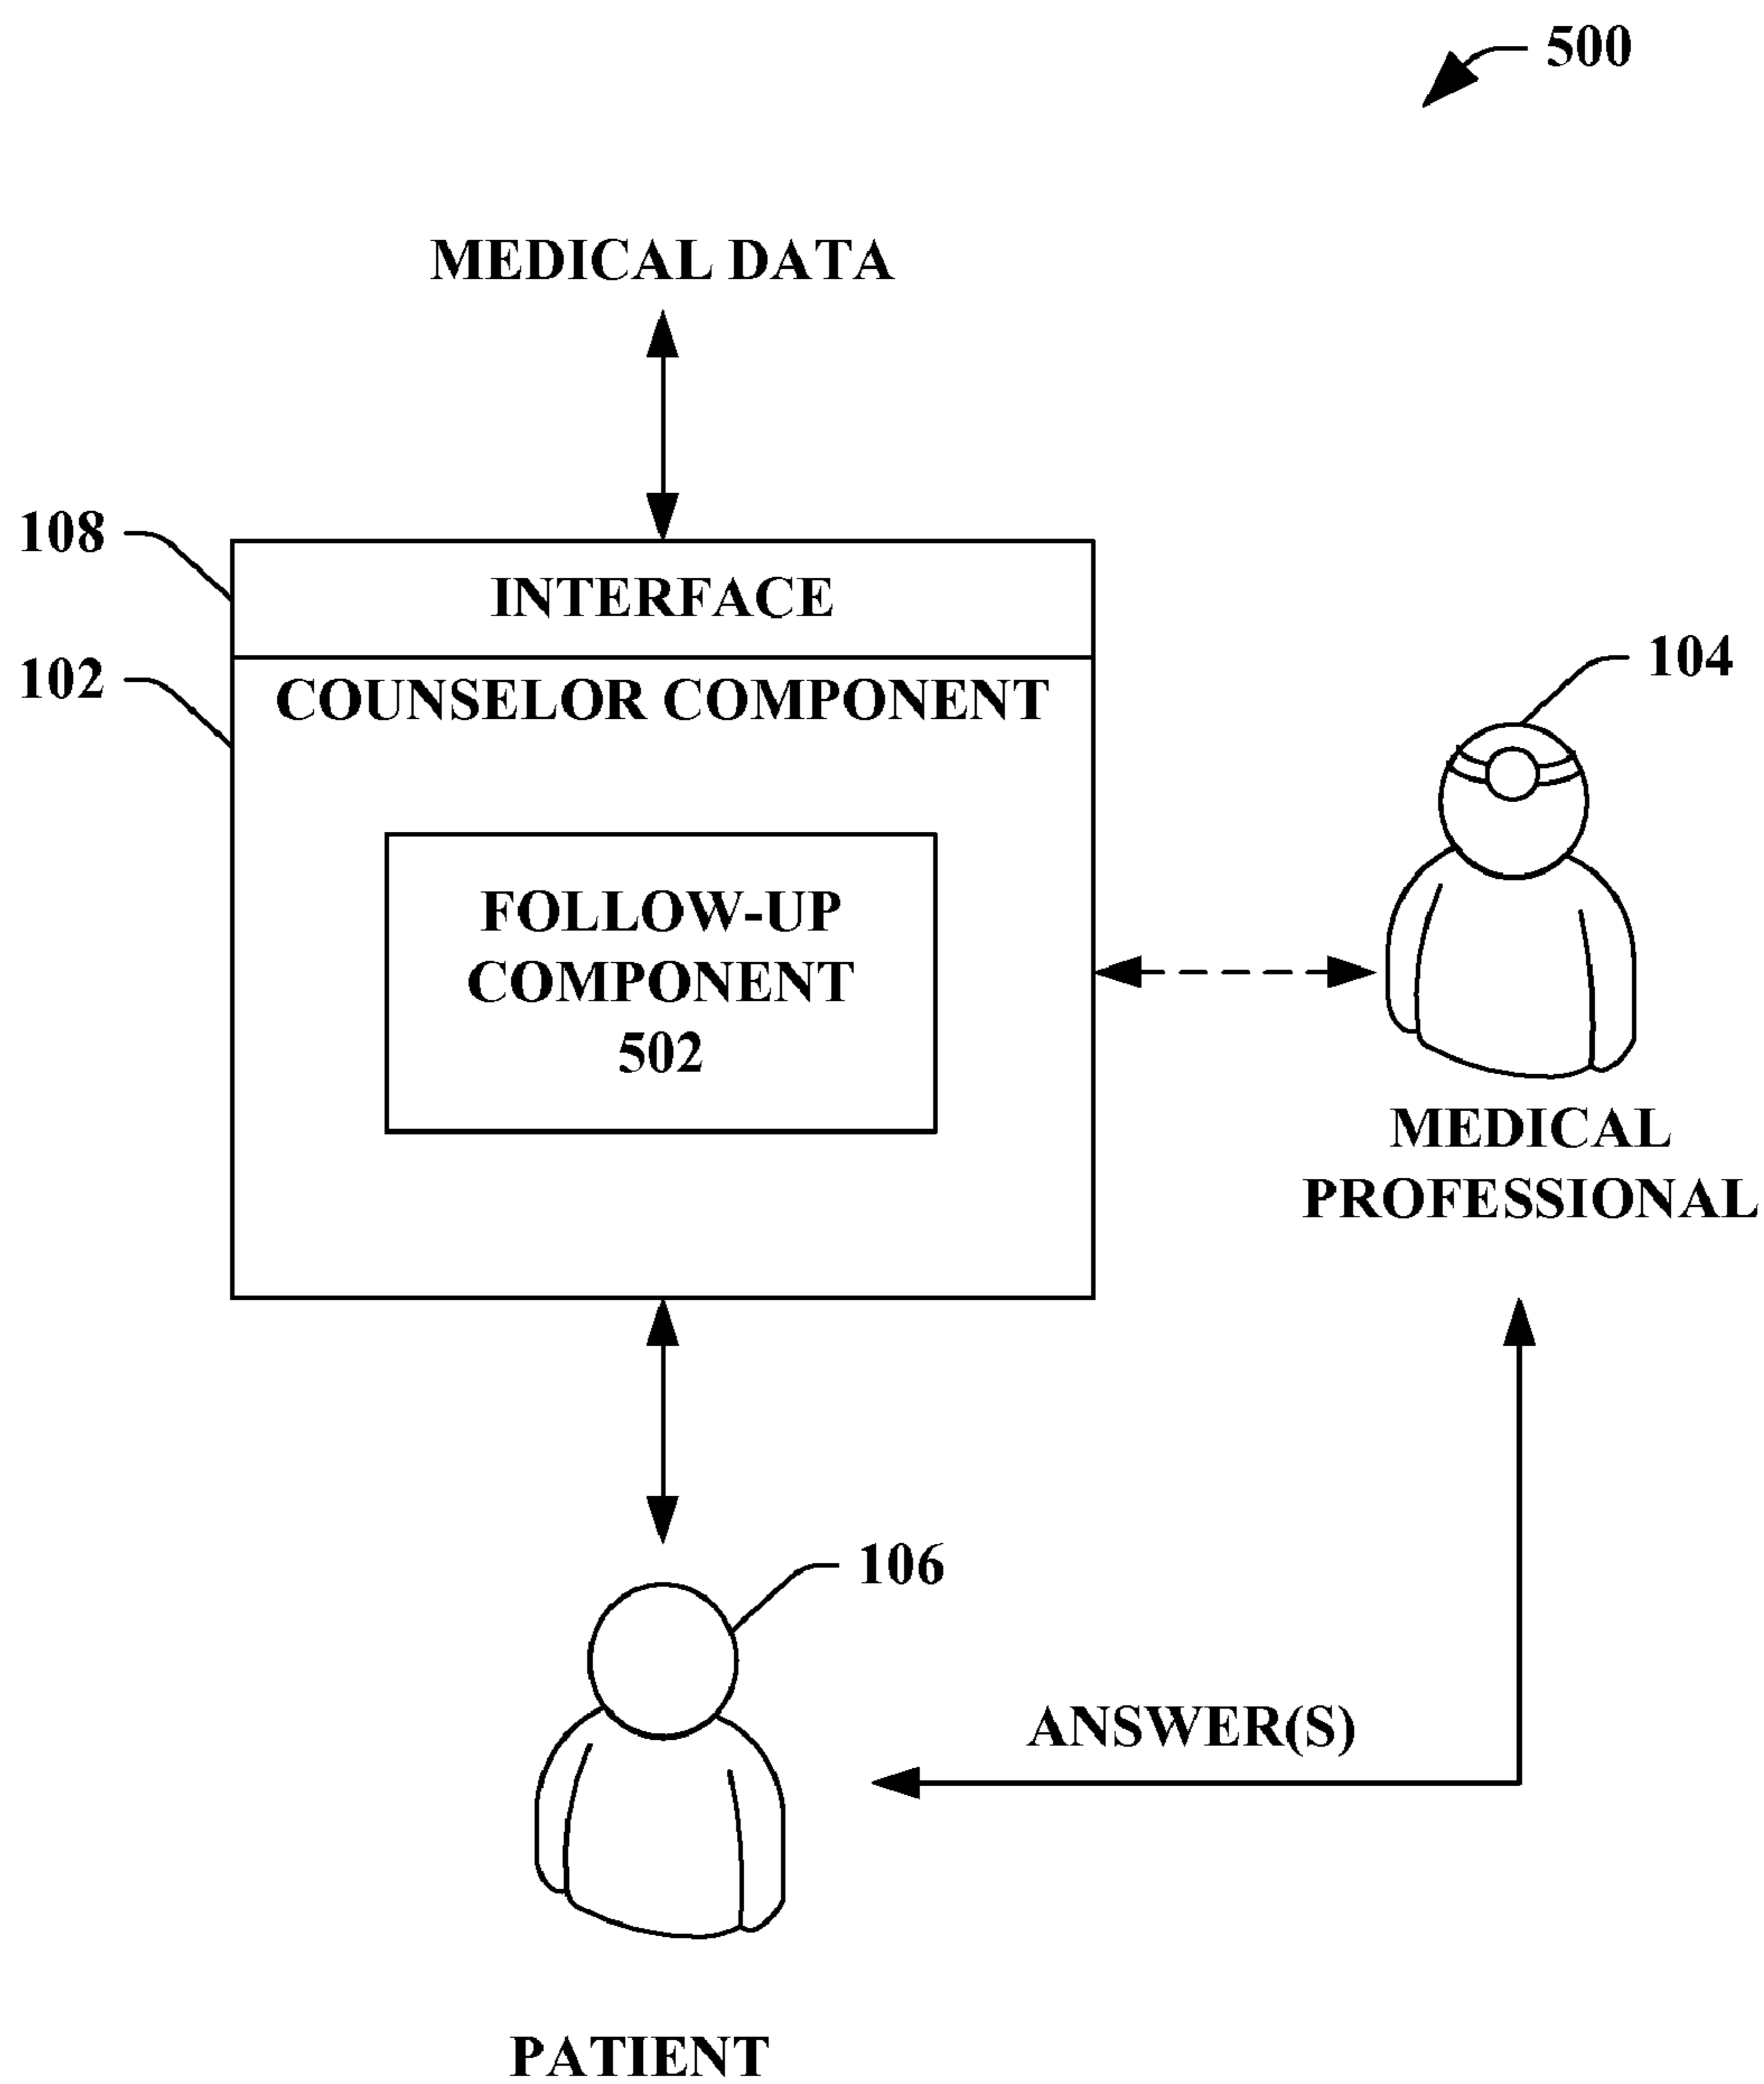 500
MEDICAL DATA
108
INTERFACE
102
COUNSELOR COMPONENT
104
FOLLOW-UP
COMPONENT
502
MEDICAL
PROFESSIONAL
106
ANSWER(S)
PATIENT